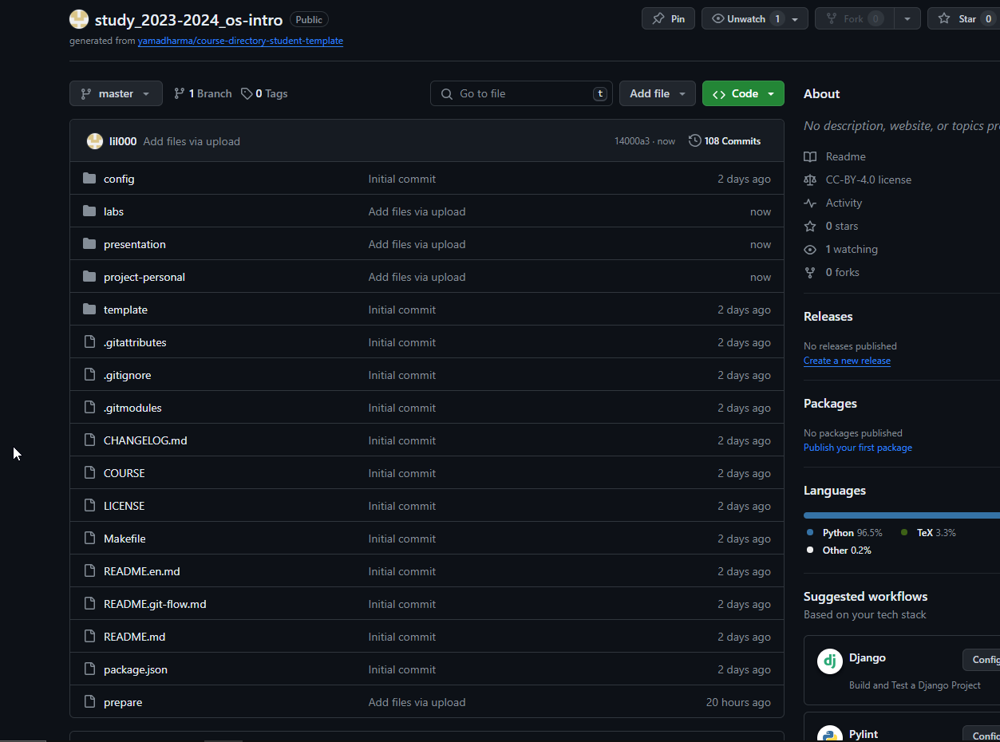 study_2023-2024_os-intro Public
Pin
Unwatch 1
Fork 0
Star 0
generated from yamadharma/course-directory-student-template
master
1 Branch
0 Tags
Go to file t
Add file
Code
lil000 Add files via upload 14000a3 · now 108 Commits
config Initial commit 2 days ago
labs Add files via upload now
presentation Add files via upload now
project-personal Add files via upload now
template Initial commit 2 days ago
.gitattributes Initial commit 2 days ago
.gitignore Initial commit 2 days ago
.gitmodules Initial commit 2 days ago
CHANGELOG.md Initial commit 2 days ago
COURSE Initial commit 2 days ago
LICENSE Initial commit 2 days ago
Makefile Initial commit 2 days ago
README.en.md Initial commit 2 days ago
README.git-flow.md Initial commit 2 days ago
README.md Initial commit 2 days ago
package.json Initial commit 2 days ago
prepare Add files via upload 20 hours ago
About
No description, website, or topics
Readme
CC-BY-4.0 license
Activity
0 stars
1 watching
0 forks
Releases
No releases published
Create a new release
Packages
No packages published
Publish your first package
Languages
Python 96.5% TeX 3.3%
Other 0.2%
Suggested workflows
Based on your tech stack
dj Django
Build and Test a Django Project
Pylint